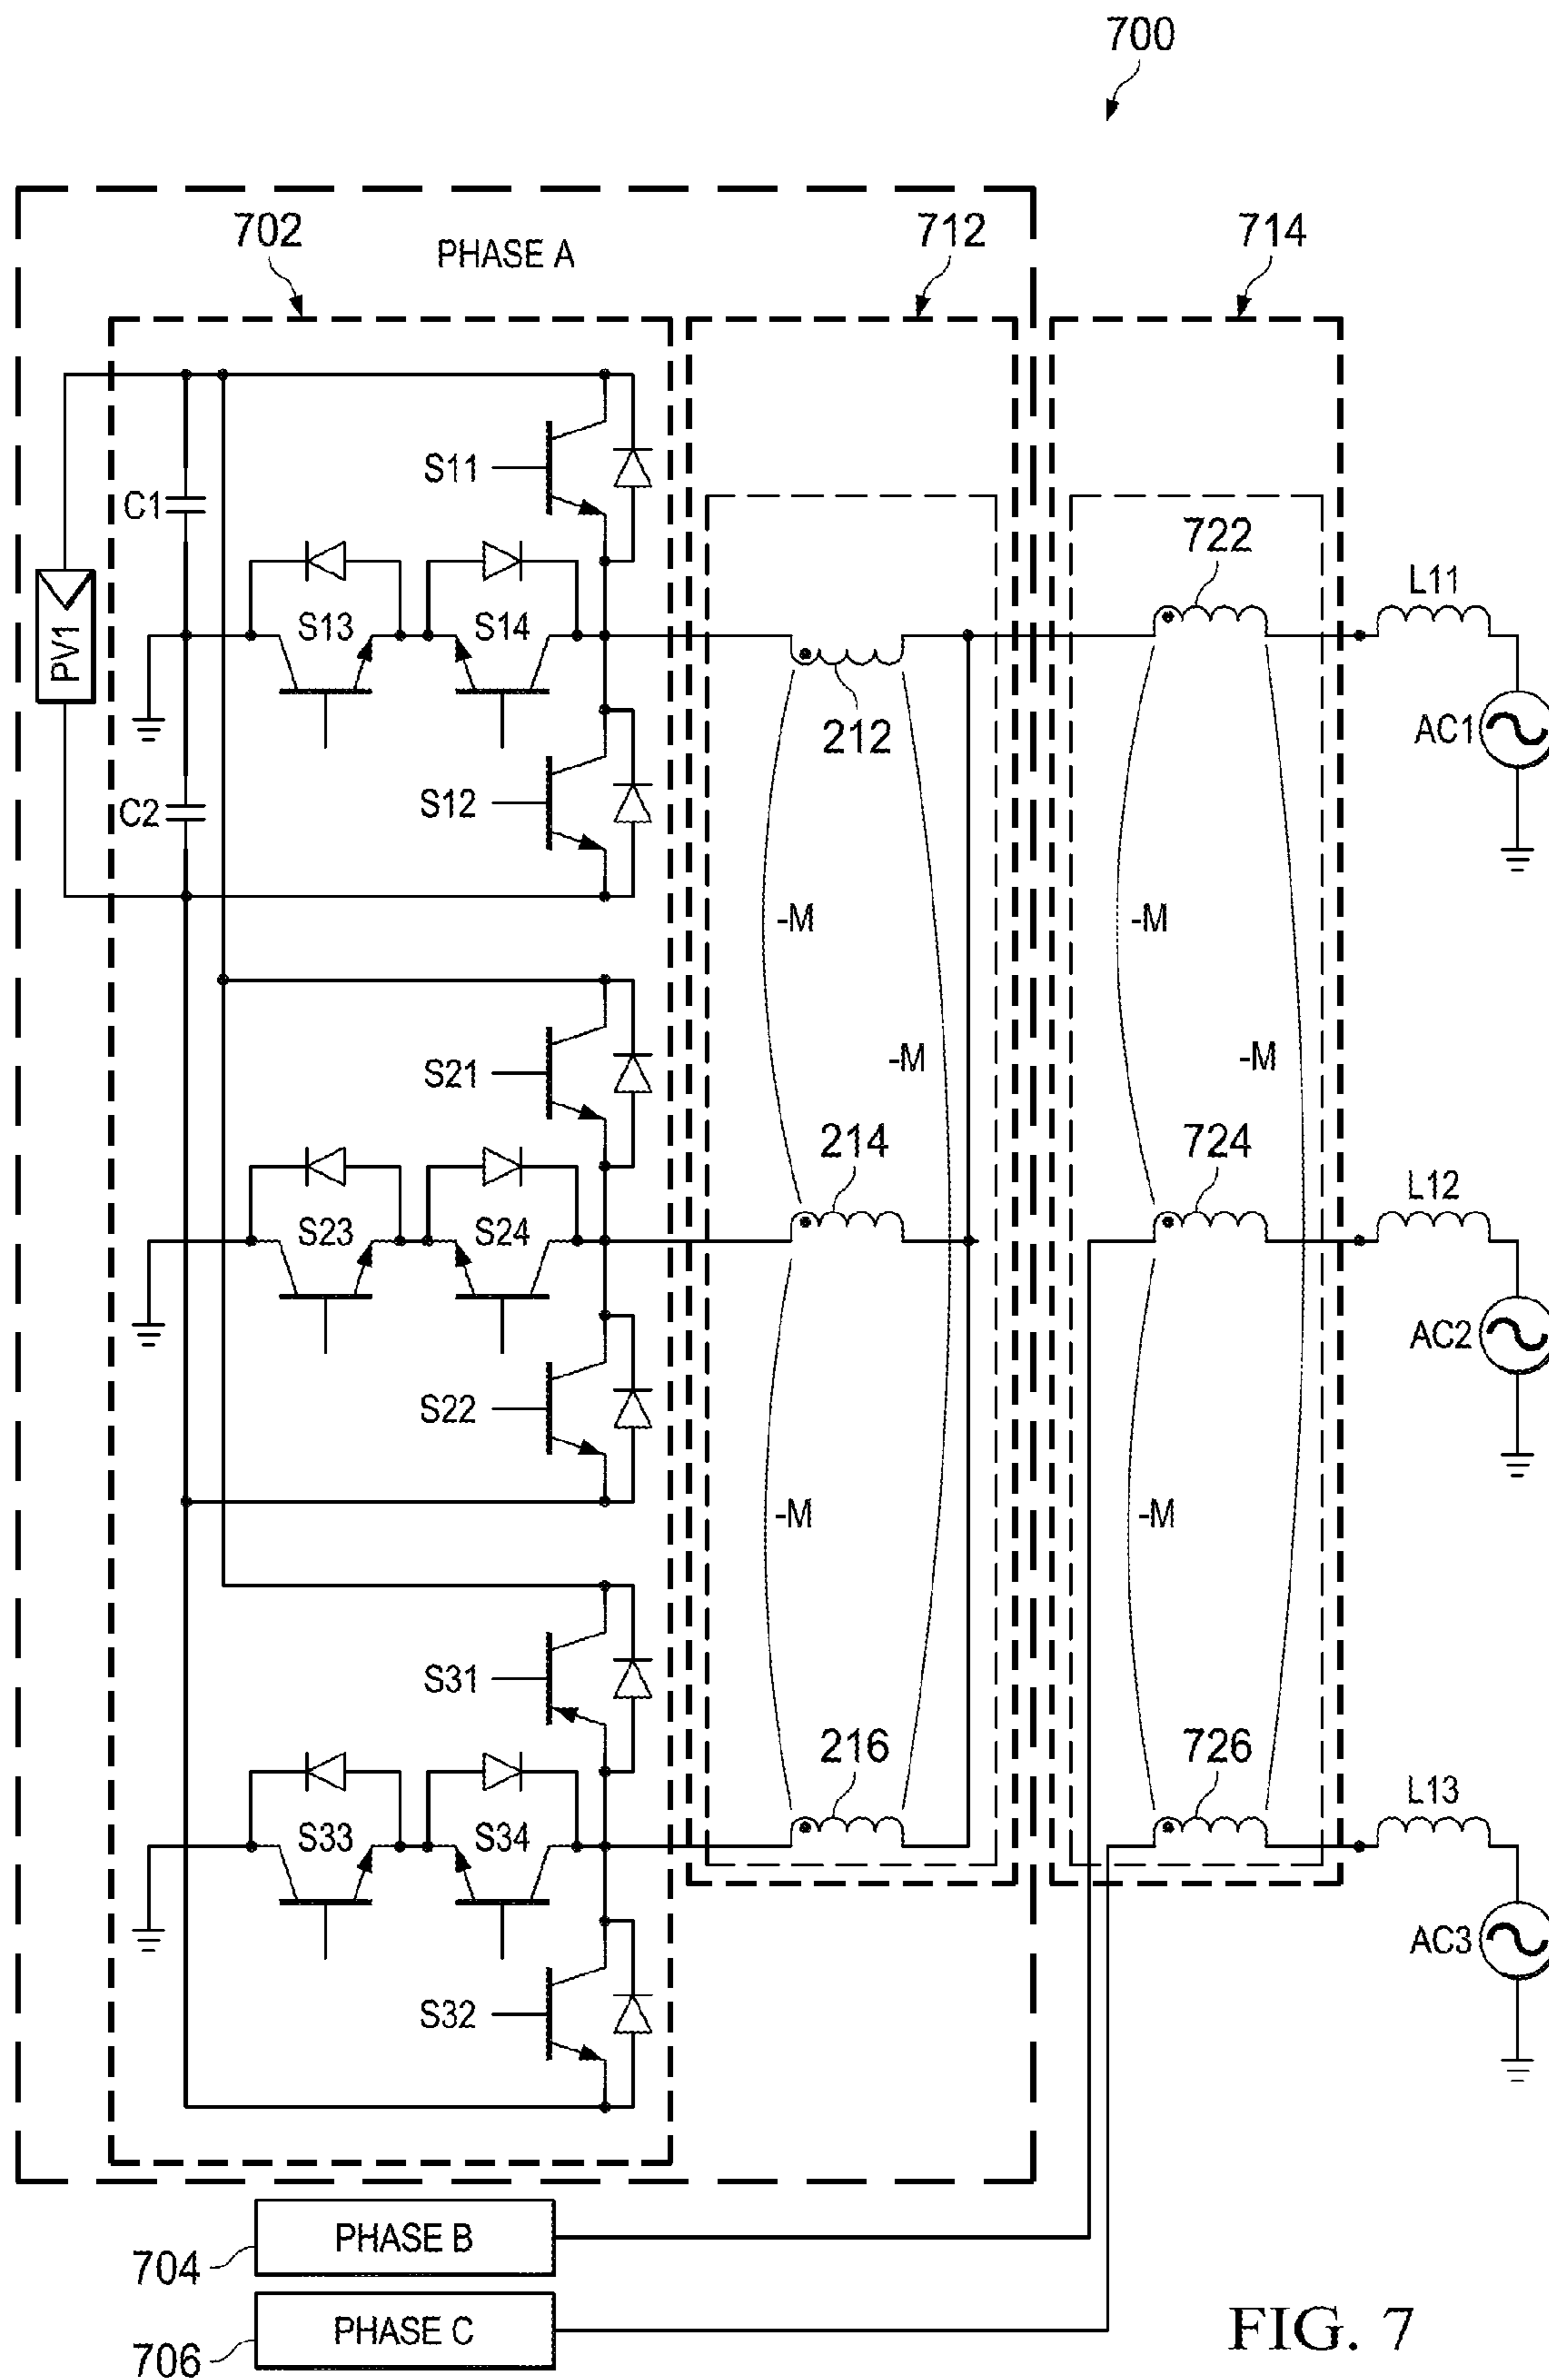 700
702
PHASE A
712
714
S11
C1
722
L11
S13
S14
PV1
212
AC1
C2
S12
-M
-M
S21
-M
-M
214
724
L12
S23
S24
AC2
S22
-M
-M
S31
216
726
L13
S33
S34
AC3
S32
PHASE B
704
PHASE C
706
FIG. 7